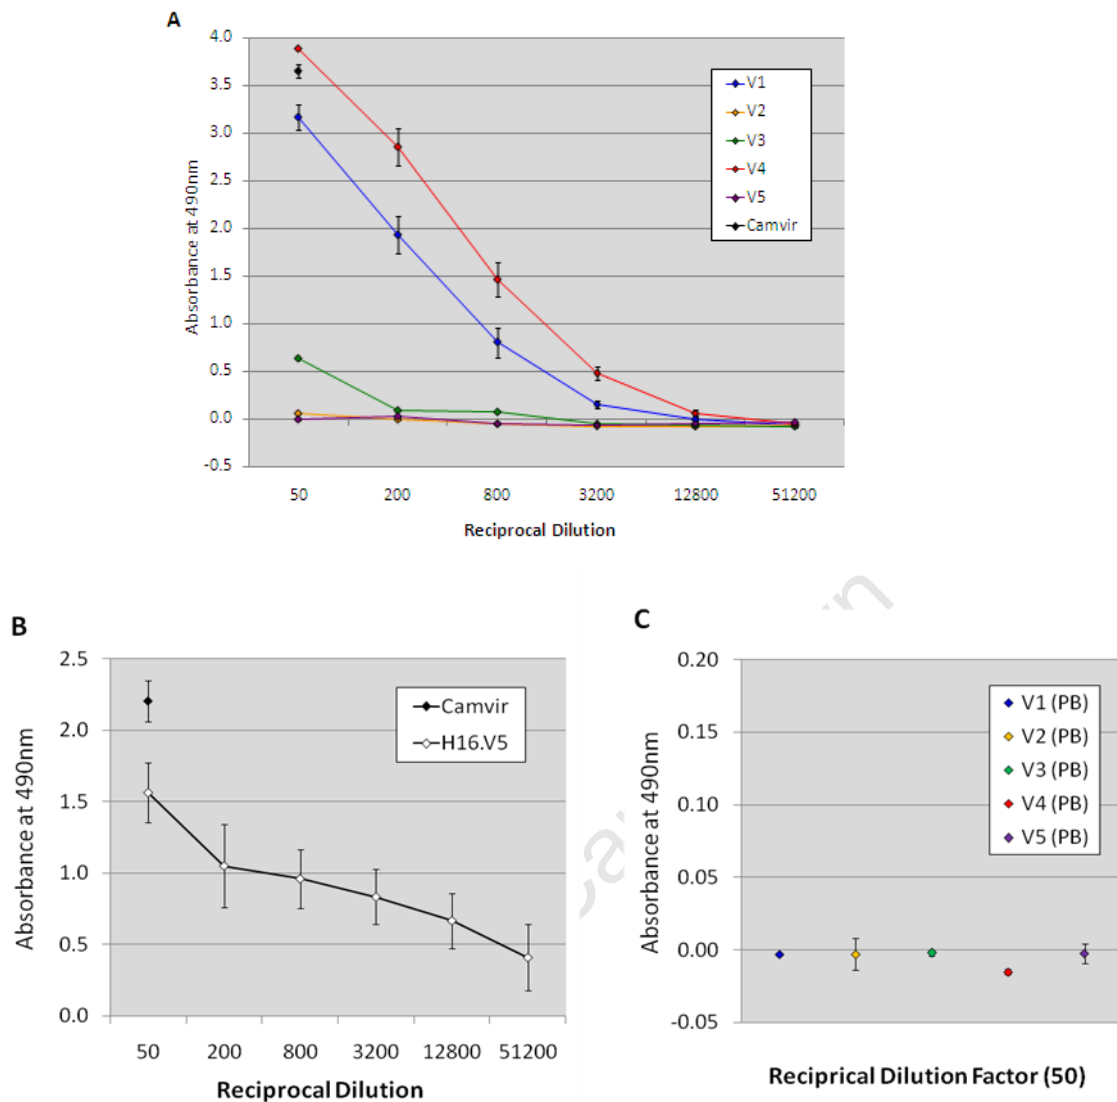 A
4.0
3.5
3.0
2.5
2.0
1.5
1.0
0.5
0.0
-0.5
Absorbance at 490nm
V1
V2
V3
V4
V5
Camvir
50 200 800 3200 12800 51200
Reciprocal Dilution
B
2.5
2.0
1.5
1.0
0.5
0.0
Absorbance at 490nm
Camvir
H16.V5
50 200 800 3200 12800 51200
Reciprocal Dilution
C
0.20
0.15
0.10
0.05
0.00
-0.05
Absorbance at 490nm
V1 (PB)
V2 (PB)
V3 (PB)
V4 (PB)
V5 (PB)
Reciprical Dilution Factor (50)